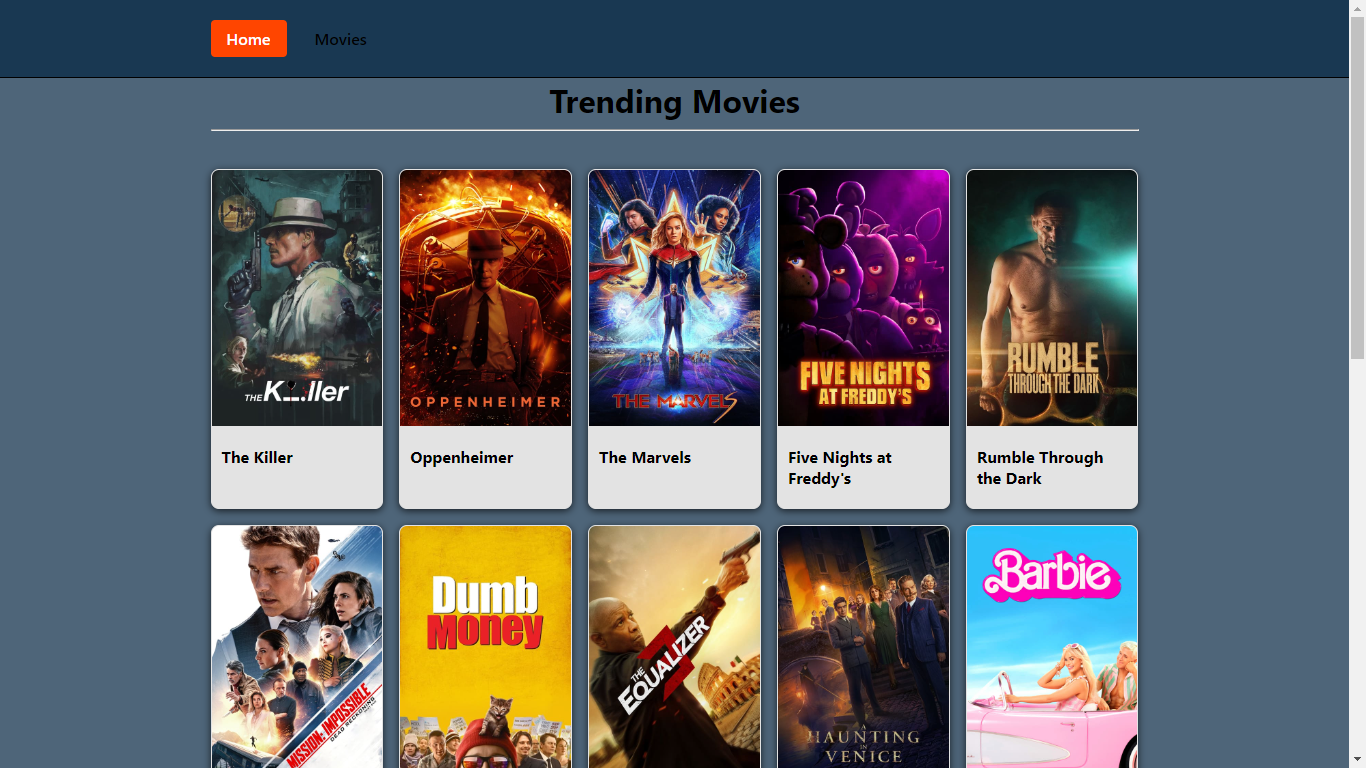 Home Movies
Trending Movies
THE KILLER
OPPENHEIMER
THE MARVELS
FIVE NIGHTS
AT FREDDY'S
RUMBLE
THROUGH THE DARK
The Killer
Oppenheimer
The Marvels
Five Nights at
Freddy's
Rumble Through
the Dark
MISSION: IMPOSSIBLE
DEAD RECKONING
Dumb
Money
THE
EQUALIZER
3
A
HAUNTING
IN
VENICE
Barbie